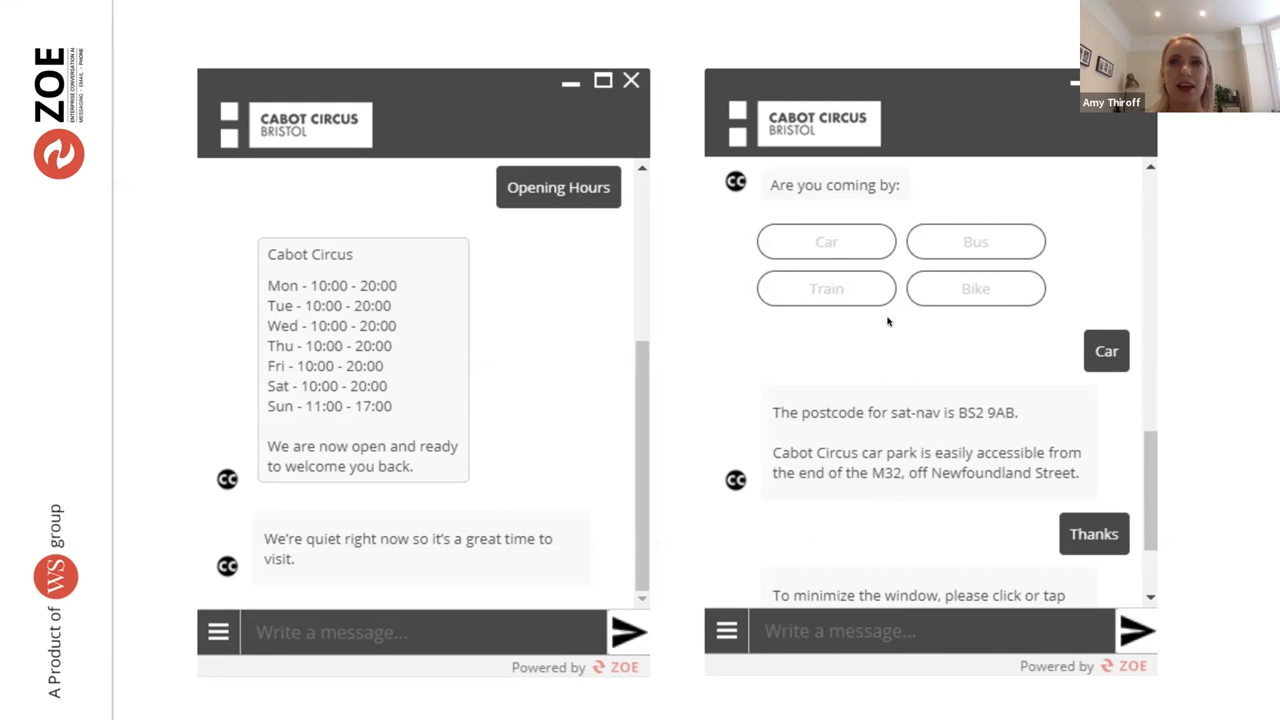 ZOE
ENTERPRISE CONVERSATION AI
MESSAGING · EMAIL · PHONE
A Product of WS group
CABOT CIRCUS
BRISTOL
Opening Hours
Cabot Circus
Mon - 10:00 - 20:00
Tue - 10:00 - 20:00
Wed - 10:00 - 20:00
Thu - 10:00 - 20:00
Fri - 10:00 - 20:00
Sat - 10:00 - 20:00
Sun - 11:00 - 17:00
We are now open and ready
to welcome you back.
CC
We're quiet right now so it's a great time to
visit.
CC
Write a message...
Powered by ZOE
CABOT CIRCUS
BRISTOL
CC
Are you coming by:
Car
Bus
Train
Bike
Car
The postcode for sat-nav is BS2 9AB.
Cabot Circus car park is easily accessible from
the end of the M32, off Newfoundland Street.
CC
Thanks
To minimize the window, please click or tap
Write a message...
Powered by ZOE
Amy Thiroff